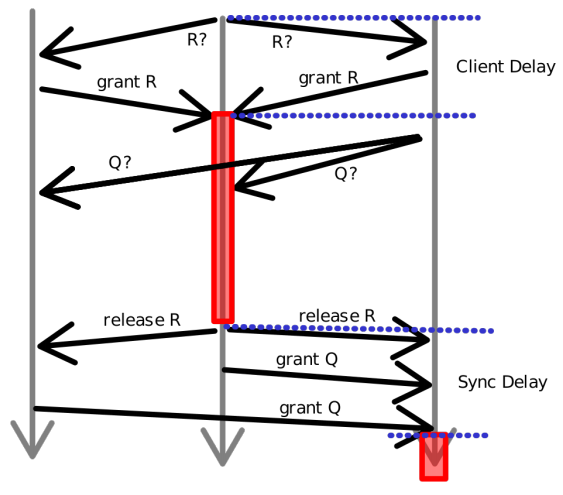 R?
R?
Client Delay
grant R
grant R
Q?
Q?
release R
release R
grant Q
Sync Delay
grant Q